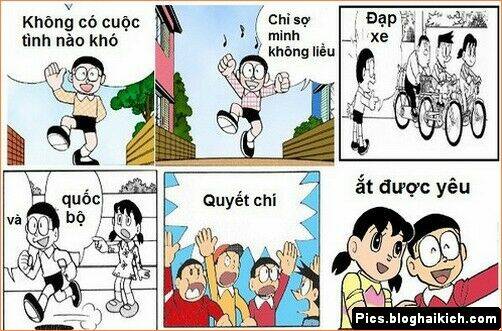 Không có cuộc
tình nào khó
Chỉ sợ
mình
không liều
Đạp
xe
và
quốc
bộ
Quyết chí
ắt được yêu
Pics.bloghaikich.com